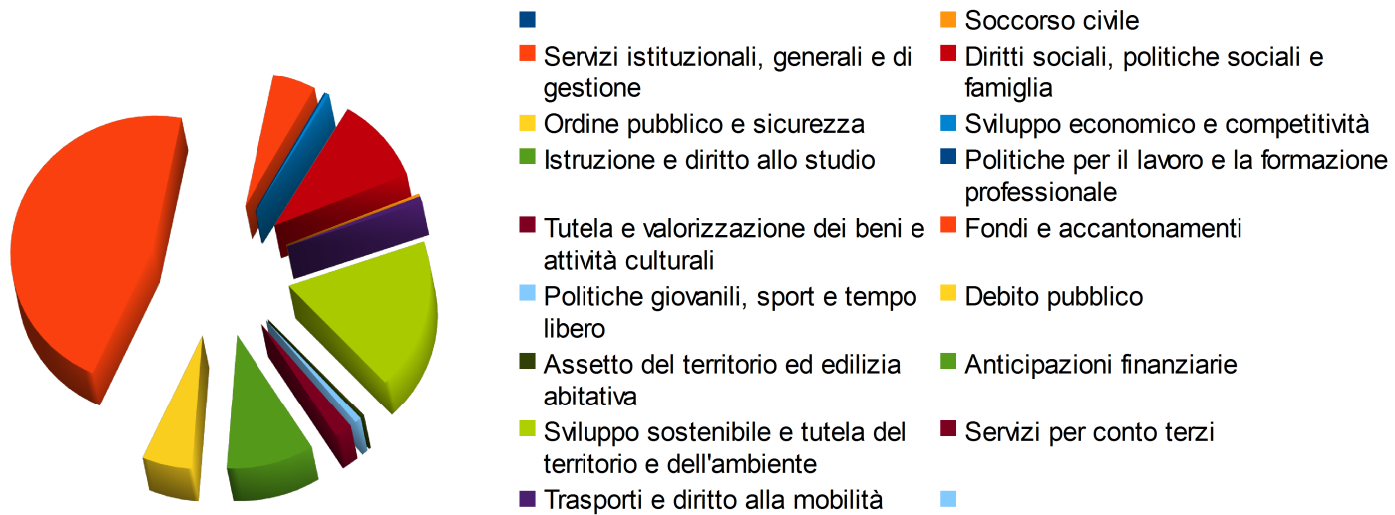 Servizi istituzionali, generali e di
gestione
Ordine pubblico e sicurezza
Istruzione e diritto allo studio
Tutela e valorizzazione dei beni e
attività culturali
Politiche giovanili, sport e tempo
libero
Assetto del territorio ed edilizia
abitativa
Sviluppo sostenibile e tutela del
territorio e dell'ambiente
Trasporti e diritto alla mobilità
Soccorso civile
Diritti sociali, politiche sociali e
famiglia
Sviluppo economico e competitività
Politiche per il lavoro e la formazione
professionale
Fondi e accantonamenti
Debito pubblico
Anticipazioni finanziarie
Servizi per conto terzi